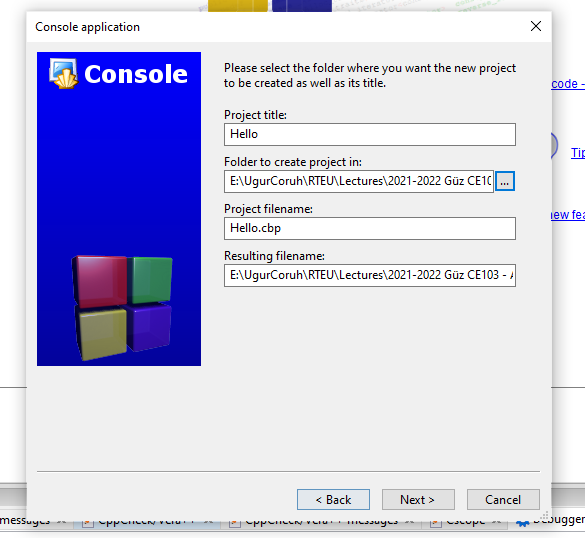 Console application
Console
Please select the folder where you want the new project
to be created as well as its title.
Project title:
Hello
Folder to create project in:
E:\UgurCoruh\RTEU\Lectures\2021-2022 Güz CE10
...
Project filename:
Hello.cbp
Resulting filename:
E:\UgurCoruh\RTEU\Lectures\2021-2022 Güz CE103 - A
< Back
Next >
Cancel
code -
Tip
new fea
messages
CppCheck/Vera++
CppCheck/Vera++ messages
Cscope
Debugger